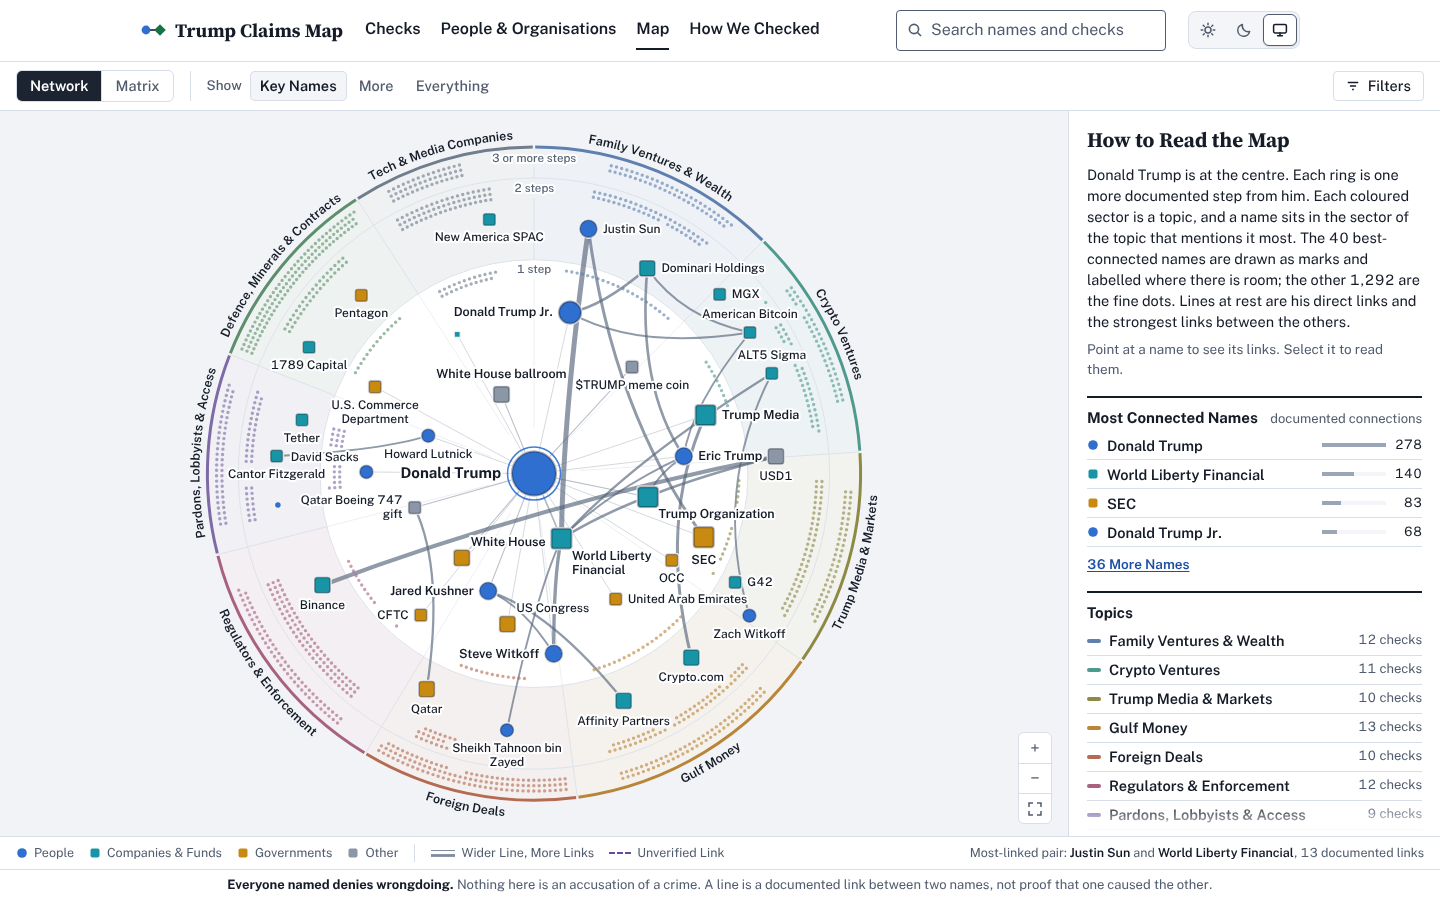 Trump Claims Map
Checks
People & Organisations
Map
How We Checked
Search names and checks
Network
Matrix
Show
Key Names
More
Everything
Filters
Tech & Media Companies
Family Ventures & Wealth
Crypto Ventures
Trump Media & Markets
Gulf Money
Foreign Deals
Regulators & Enforcement
Pardons, Lobbyists & Access
Defence, Minerals & Contracts
3 or more steps
2 steps
1 step
New America SPAC
Justin Sun
Dominari Holdings
MGX
American Bitcoin
ALT5 Sigma
Pentagon
Donald Trump Jr.
1789 Capital
White House ballroom
$TRUMP meme coin
U.S. Commerce
Department
Trump Media
Tether
Howard Lutnick
David Sacks
Eric Trump
Cantor Fitzgerald
Donald Trump
USD1
Qatar Boeing 747
gift
Trump Organization
White House
World Liberty
Financial
SEC
OCC
G42
Binance
Jared Kushner
CFTC
US Congress
United Arab Emirates
Zach Witkoff
Steve Witkoff
Crypto.com
Qatar
Affinity Partners
Sheikh Tahnoon bin
Zayed
+
−
How to Read the Map
Donald Trump is at the centre. Each ring is one
more documented step from him. Each coloured
sector is a topic, and a name sits in the sector of
the topic that mentions it most. The 40 best-
connected names are drawn as marks and
labelled where there is room; the other 1,292 are
the fine dots. Lines at rest are his direct links and
the strongest links between the others.
Point at a name to see its links. Select it to read
them.
Most Connected Names documented connections
Donald Trump 278
World Liberty Financial 140
SEC 83
Donald Trump Jr. 68
36 More Names
Topics
Family Ventures & Wealth 12 checks
Crypto Ventures 11 checks
Trump Media & Markets 10 checks
Gulf Money 13 checks
Foreign Deals 10 checks
Regulators & Enforcement 12 checks
Pardons, Lobbyists & Access 9 checks
People
Companies & Funds
Governments
Other
Wider Line, More Links
Unverified Link
Most-linked pair: Justin Sun and World Liberty Financial, 13 documented links
Everyone named denies wrongdoing. Nothing here is an accusation of a crime. A line is a documented link between two names, not proof that one caused the other.